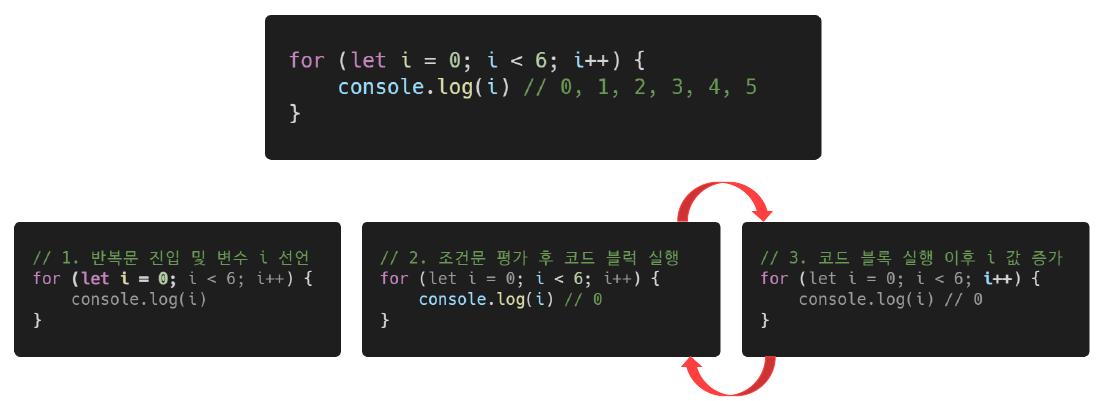 for (let i = 0; i < 6; i++) {
    console.log(i) // 0, 1, 2, 3, 4, 5
}
// 1. 반복문 진입 및 변수 i 선언
for (let i = 0; i < 6; i++) {
    console.log(i)
}
// 2. 조건문 평가 후 코드 블럭 실행
for (let i = 0; i < 6; i++) {
    console.log(i) // 0
}
// 3. 코드 블록 실행 이후 i 값 증가
for (let i = 0; i < 6; i++) {
    console.log(i) // 0
}